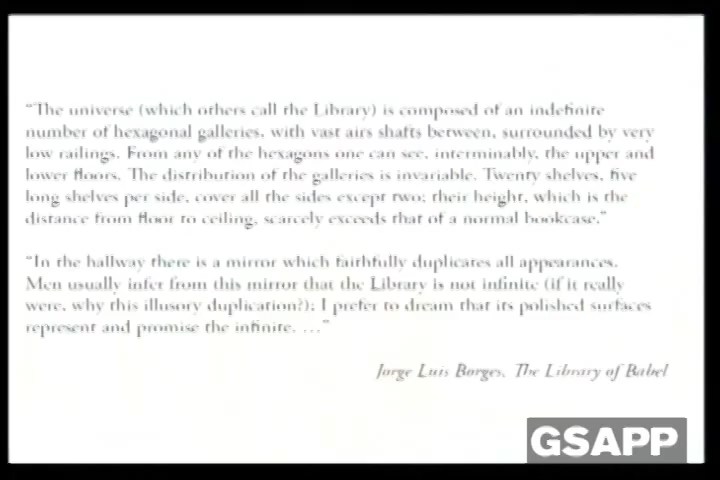 “The universe (which others call the Library) is composed of an indefinite
number of hexagonal galleries, with vast airs shafts between, surrounded by very
low railings. From any of the hexagons one can see, interminably, the upper and
lower floors. The distribution of the galleries is invariable. Twenty shelves, five
long shelves per side, cover all the sides except two; their height, which is the
distance from floor to ceiling, scarcely exceeds that of a normal bookcase.”
“In the hallway there is a mirror which faithfully duplicates all appearances.
Men usually infer from this mirror that the Library is not infinite (if it really
were, why this illusory duplication?); I prefer to dream that its polished surfaces
represent and promise the infinite. …”
Jorge Luis Borges, The Library of Babel
GSAPP